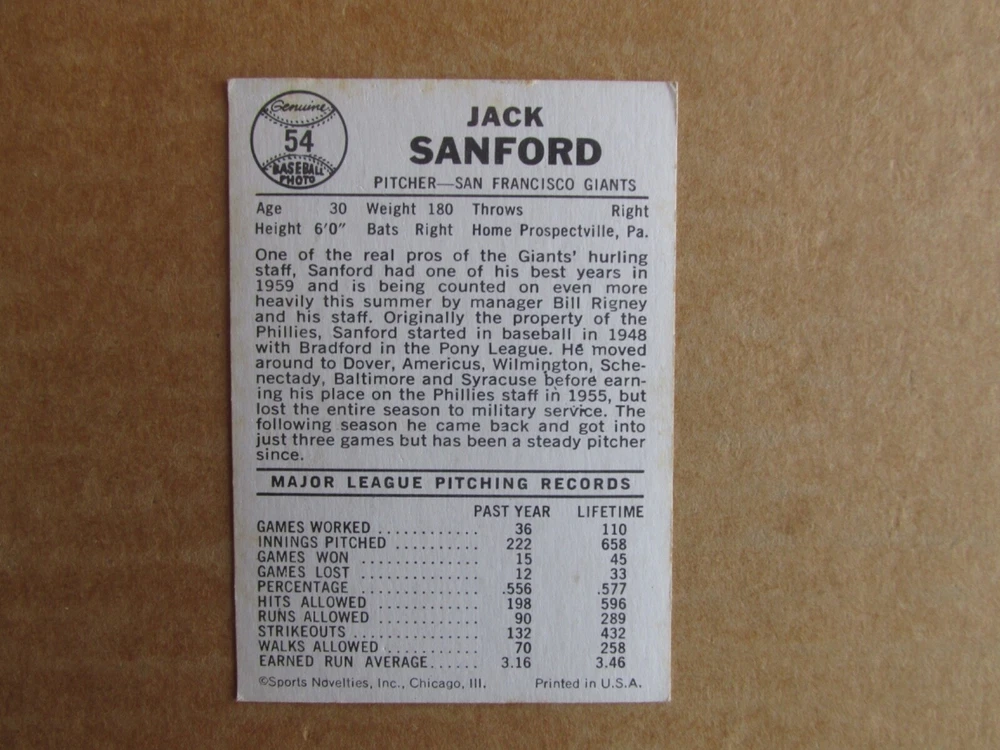 Genuine
54
BASEBALL
PHOTO
JACK
SANFORD
PITCHER—SAN FRANCISCO GIANTS
Age 30 Weight 180 Throws Right
Height 6'0" Bats Right Home Prospectville, Pa.
One of the real pros of the Giants' hurling
staff, Sanford had one of his best years in
1959 and is being counted on even more
heavily this summer by manager Bill Rigney
and his staff. Originally the property of the
Phillies, Sanford started in baseball in 1948
with Bradford in the Pony League. He moved
around to Dover, Americus, Wilmington, Sche-
nectady, Baltimore and Syracuse before earn-
ing his place on the Phillies staff in 1955, but
lost the entire season to military service. The
following season he came back and got into
just three games but has been a steady pitcher
since.
MAJOR LEAGUE PITCHING RECORDS
PAST YEAR LIFETIME
GAMES WORKED ............ 36 110
INNINGS PITCHED .......... 222 658
GAMES WON .............. 15 45
GAMES LOST .............. 12 33
PERCENTAGE .............. .556 .577
HITS ALLOWED ............ 198 596
RUNS ALLOWED ............ 90 289
STRIKEOUTS ............... 132 432
WALKS ALLOWED ............ 70 258
EARNED RUN AVERAGE...... 3.16 3.46
©Sports Novelties, Inc., Chicago, Ill. Printed in U.S.A.